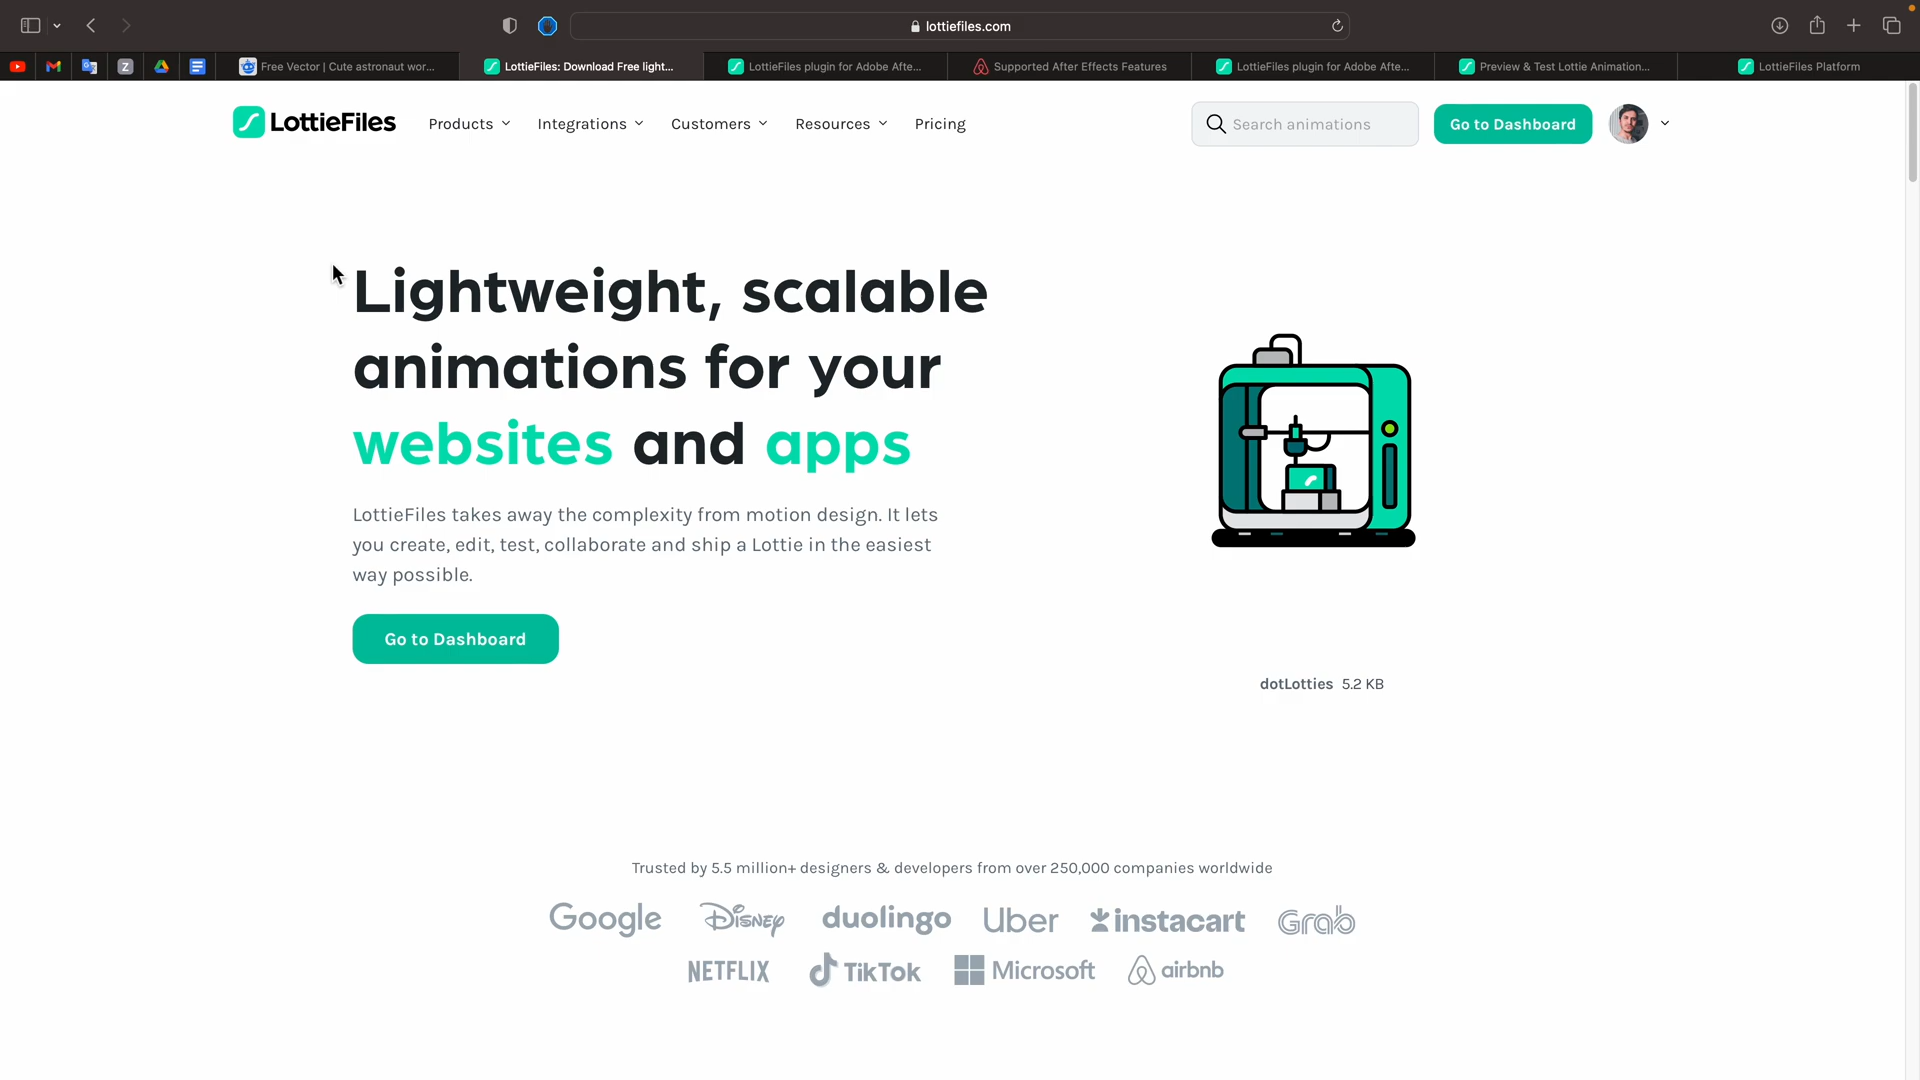 lottiefiles.com
Free Vector | Cute astronaut wor...
LottieFiles: Download Free light...
LottieFiles plugin for Adobe Afte...
Supported After Effects Features
LottieFiles plugin for Adobe Afte...
Preview & Test Lottie Animation...
LottieFiles Platform
LottieFiles
Products
Integrations
Customers
Resources
Pricing
Search animations
Go to Dashboard
Lightweight, scalable
animations for your
websites and apps
LottieFiles takes away the complexity from motion design. It lets
you create, edit, test, collaborate and ship a Lottie in the easiest
way possible.
Go to Dashboard
dotLotties 5.2 KB
Trusted by 5.5 million+ designers & developers from over 250,000 companies worldwide
Google Disney duolingo Uber instacart Grab
NETFLIX TikTok Microsoft airbnb